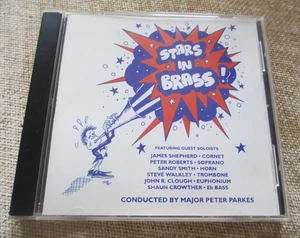 STARS
IN
BRASS!
FEATURING GUEST SOLOISTS
JAMES SHEPHERD · CORNET
PETER ROBERTS · SOPRANO
SANDY SMITH · HORN
STEVE WALKLEY · TROMBONE
JOHN R. CLOUGH · EUPHONIUM
SHAUN CROWTHER · Eb BASS
CONDUCTED BY MAJOR PETER PARKES